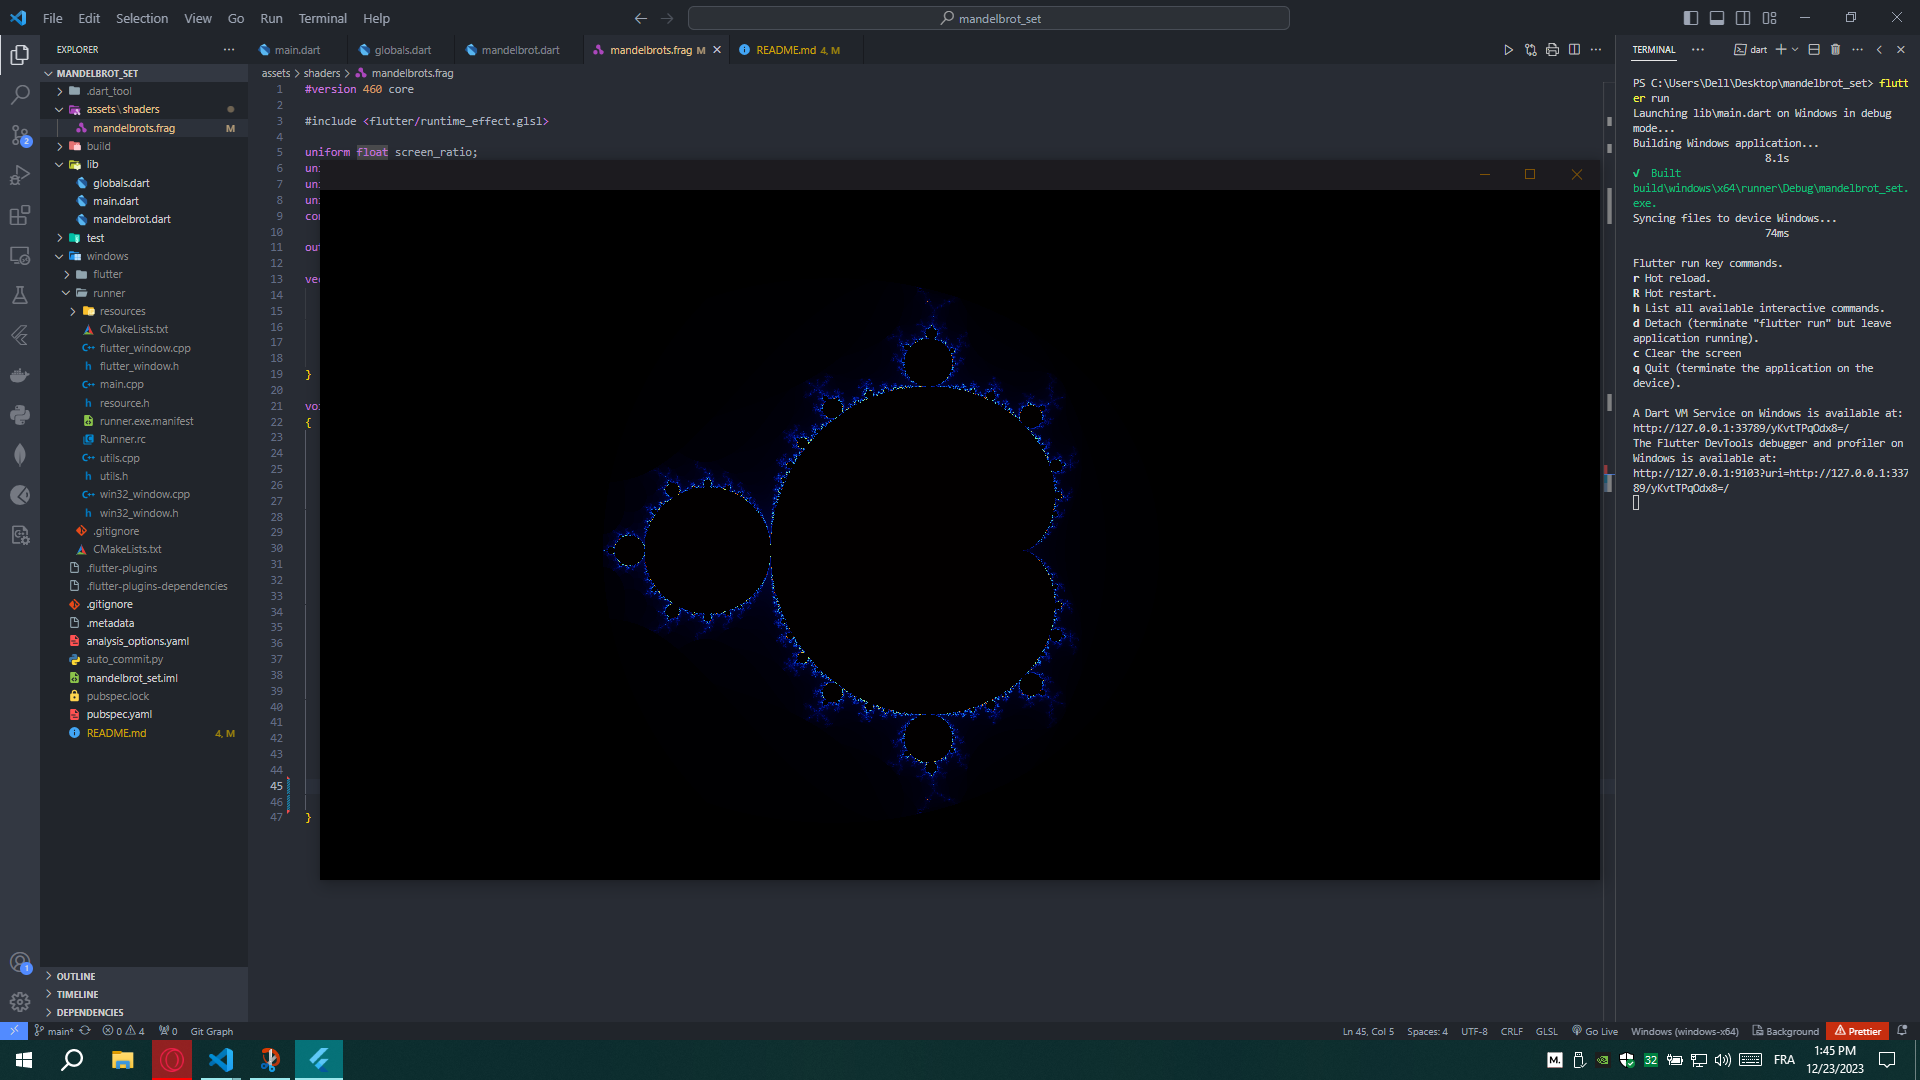 File Edit Selection View Go Run Terminal Help
mandelbrot_set
EXPLORER
MANDELBROT_SET
.dart_tool
assets\shaders
mandelbrots.frag M
build
lib
globals.dart
main.dart
mandelbrot.dart
test
windows
flutter
runner
resources
CMakeLists.txt
flutter_window.cpp
flutter_window.h
main.cpp
resource.h
runner.exe.manifest
Runner.rc
utils.cpp
utils.h
win32_window.cpp
win32_window.h
.gitignore
CMakeLists.txt
.flutter-plugins
.flutter-plugins-dependencies
.gitignore
.metadata
analysis_options.yaml
auto_commit.py
mandelbrot_set.iml
pubspec.lock
pubspec.yaml
README.md 4, M
OUTLINE
TIMELINE
DEPENDENCIES
main.dart globals.dart mandelbrot.dart mandelbrots.frag M README.md 4, M
assets > shaders > mandelbrots.frag
1 #version 460 core
2
3 #include <flutter/runtime_effect.glsl>
4
5 uniform float screen_ratio;
6 un
7 un
8 un
9 co
10
11 ou
12
13 ve
14
15
16
17
18
19 }
20
21 voi
22 {
23
24
25
26
27
28
29
30
31
32
33
34
35
36
37
38
39
40
41
42
43
44
45
46
47 }
TERMINAL dart
PS C:\Users\Dell\Desktop\mandelbrot_set> flutt
er run
Launching lib\main.dart on Windows in debug
mode...
Building Windows application...
8.1s
√ Built
build\windows\x64\runner\Debug\mandelbrot_set.
exe.
Syncing files to device Windows...
74ms
Flutter run key commands.
r Hot reload.
R Hot restart.
h List all available interactive commands.
d Detach (terminate "flutter run" but leave
application running).
c Clear the screen
q Quit (terminate the application on the
device).
A Dart VM Service on Windows is available at:
http://127.0.0.1:33789/yKvtTPqOdx8=/
The Flutter DevTools debugger and profiler on
Windows is available at:
http://127.0.0.1:9103?uri=http://127.0.0.1:337
89/yKvtTPqOdx8=/
main* 0 4 0 Git Graph
Ln 45, Col 5 Spaces: 4 UTF-8 CRLF GLSL Go Live Windows (windows-x64) Background Prettier
M. 32 FRA
1:45 PM
12/23/2023
2
1